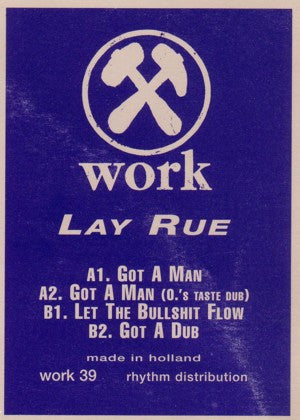 work
LAY RUE
A1. GOT A MAN
A2. GOT A MAN (O.'S TASTE DUB)
B1. LET THE BULLSHIT FLOW
B2. GOT A DUB
made in holland
work 39 rhythm distribution